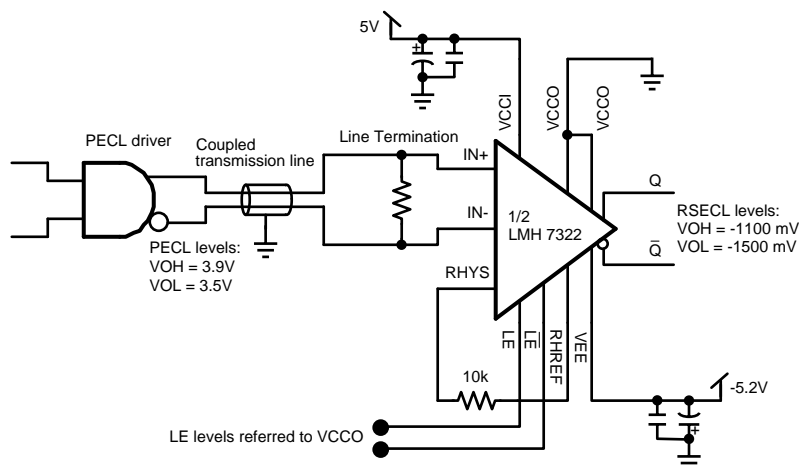 5V
+
VCCI
VCCO
VCCO
PECL driver
Coupled
transmission line
Line Termination
IN+
IN-
1/2
LMH 7322
Q
RSECL levels:
VOH = -1100 mV
VOL = -1500 mV
Q̅
PECL levels:
VOH = 3.9V
VOL = 3.5V
RHYS
LE
L̅E̅
RHREF
VEE
10k
-5.2V
+
LE levels referred to VCCO